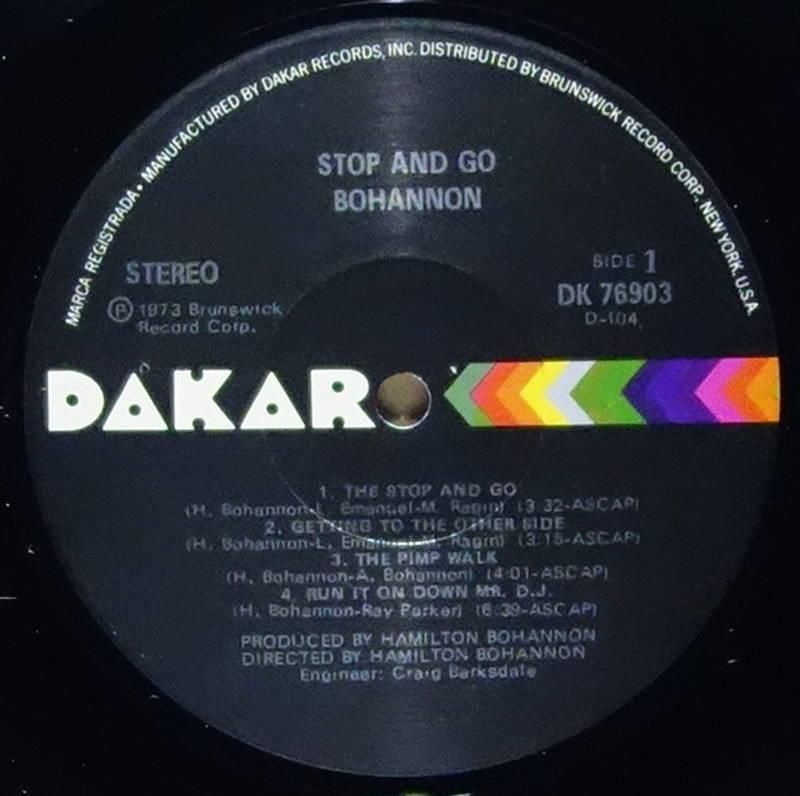 MARCA REGISTRADA • MANUFACTURED BY DAKAR RECORDS, INC. DISTRIBUTED BY BRUNSWICK RECORD CORP. NEW YORK, U.S.A.
STOP AND GO
BOHANNON
STEREO
Ⓟ 1973 Brunswick
Record Corp.
SIDE 1
DK 76903
D-104
DAKAR
1. THE STOP AND GO
(H. Bohannon-L. Emanuel-M. Ragin) (3:32-ASCAP)
2. GETTING TO THE OTHER SIDE
(H. Bohannon-L. Emanuel-M. Ragin) (3:15-ASCAP)
3. THE PIMP WALK
(H. Bohannon-A. Bohannon) (4:01-ASCAP)
4. RUN IT ON DOWN MR. D.J.
(H. Bohannon-Ray Parker) (6:39-ASCAP)
PRODUCED BY HAMILTON BOHANNON
DIRECTED BY HAMILTON BOHANNON
Engineer: Craig Barksdale